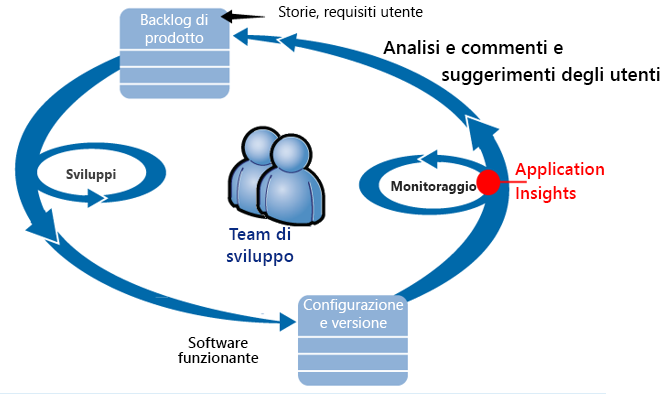 Storie, requisiti utente
Backlog di
prodotto
Analisi e commenti e
suggerimenti degli utenti
Sviluppi
Monitoraggio
Application
Insights
Team di
sviluppo
Configurazione
e versione
Software
funzionante